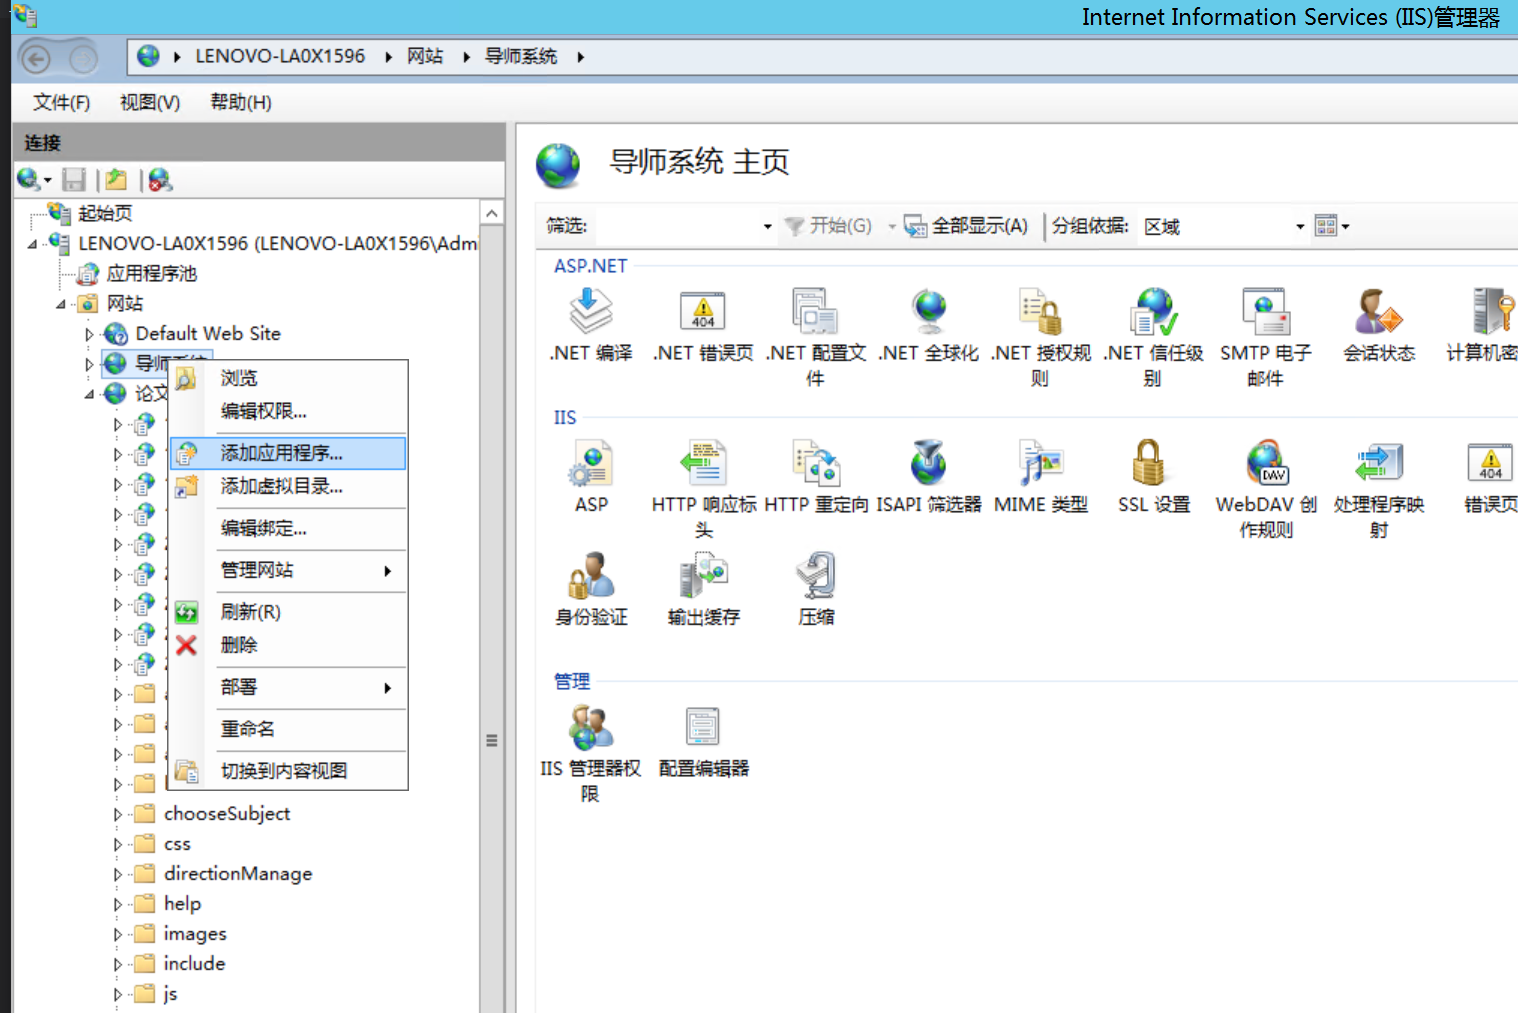 Internet Information Services (IIS)管理器
LENOVO-LA0X1596 网站 导师系统
文件(F) 视图(V) 帮助(H)
连接
起始页
LENOVO-LA0X1596 (LENOVO-LA0X1596\Admi
应用程序池
网站
Default Web Site
导师系统
论文
浏览
编辑权限...
添加应用程序...
添加虚拟目录...
编辑绑定...
管理网站
刷新(R)
删除
部署
重命名
切换到内容视图
chooseSubject
css
directionManage
help
images
include
js
导师系统 主页
筛选: 开始(G) 全部显示(A) 分组依据: 区域
ASP.NET
.NET 编译
.NET 错误页
.NET 配置文
件
.NET 全球化
.NET 授权规
则
.NET 信任级
别
SMTP 电子
邮件
会话状态
计算机密
IIS
ASP
HTTP 响应标
头
HTTP 重定向
ISAPI 筛选器
MIME 类型
SSL 设置
WebDAV 创
作规则
处理程序映
射
错误页
身份验证
输出缓存
压缩
管理
IIS 管理器权
限
配置编辑器